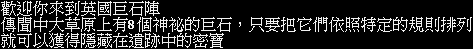 歡迎你來到英國巨石陣
傳聞中大草原上有8個神祕的巨石，只要把它們依照特定的規則排列
就可以獲得隱藏在遺跡中的密寶